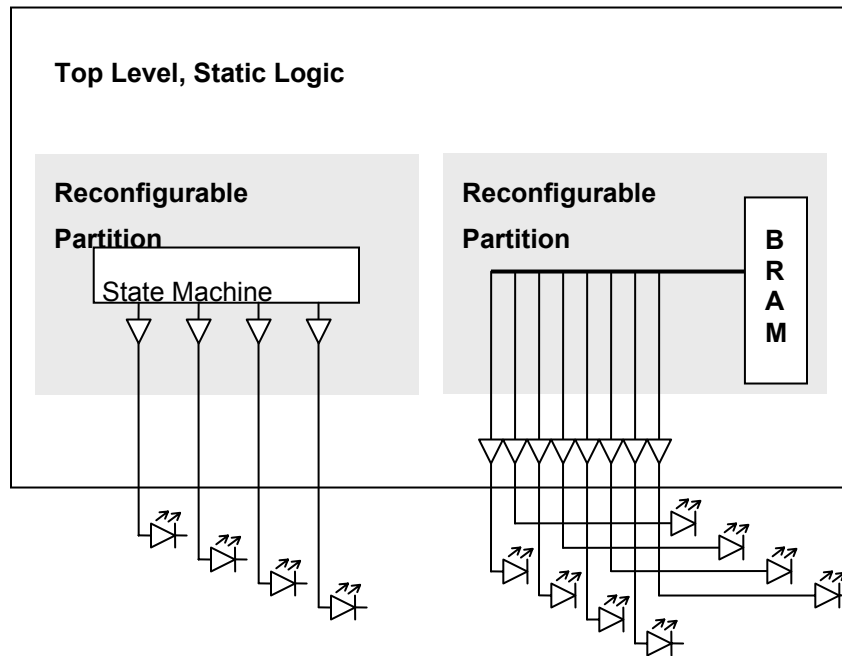 Top Level, Static Logic
Reconfigurable
Partition
State Machine
Reconfigurable
Partition
B
R
A
M